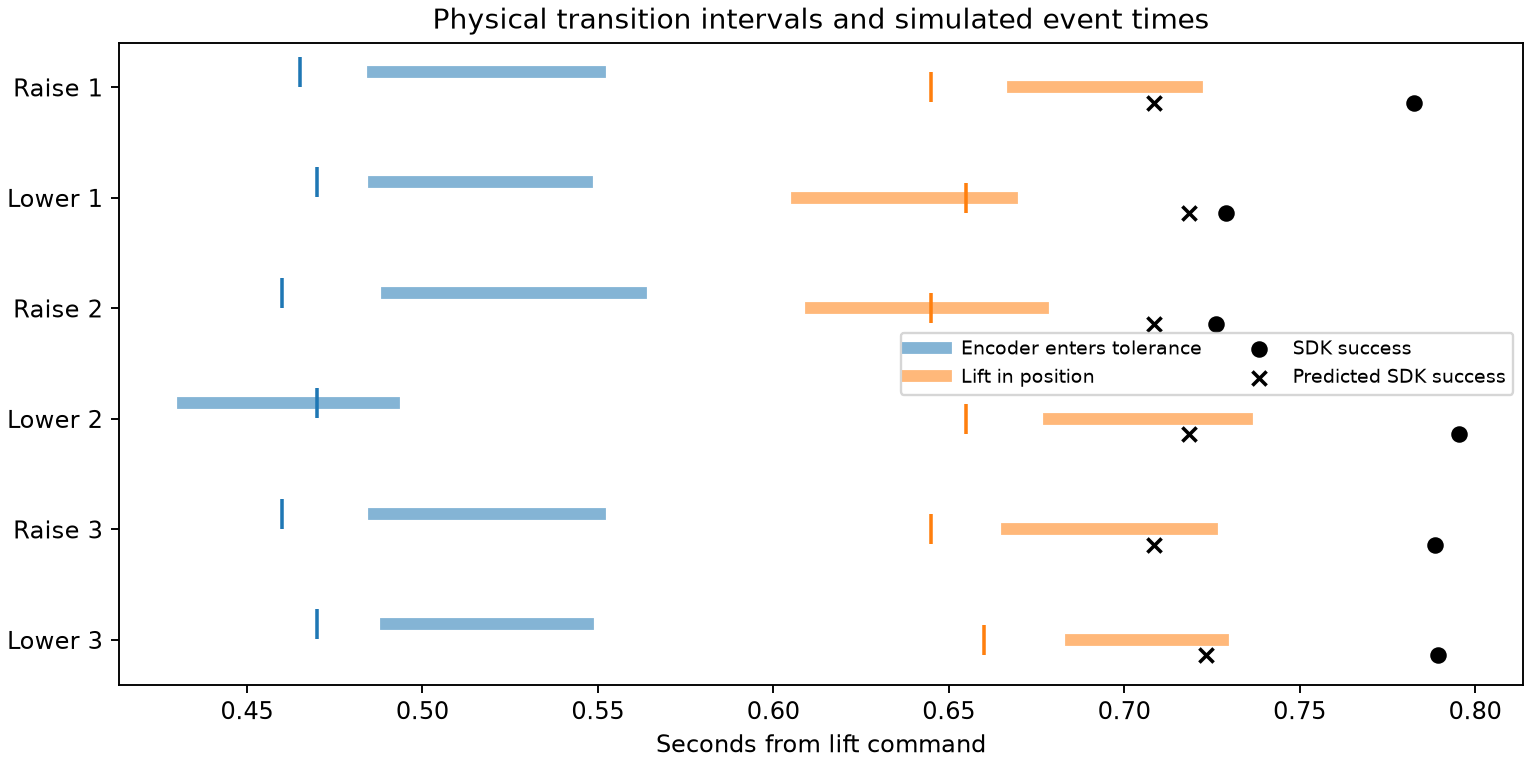 Physical transition intervals and simulated event times
Raise 1
Lower 1
Raise 2
Encoder enters tolerance
SDK success
Lift in position
Predicted SDK success
Lower 2
Raise 3
Lower 3
0.45 0.50 0.55 0.60 0.65 0.70 0.75 0.80
Seconds from lift command